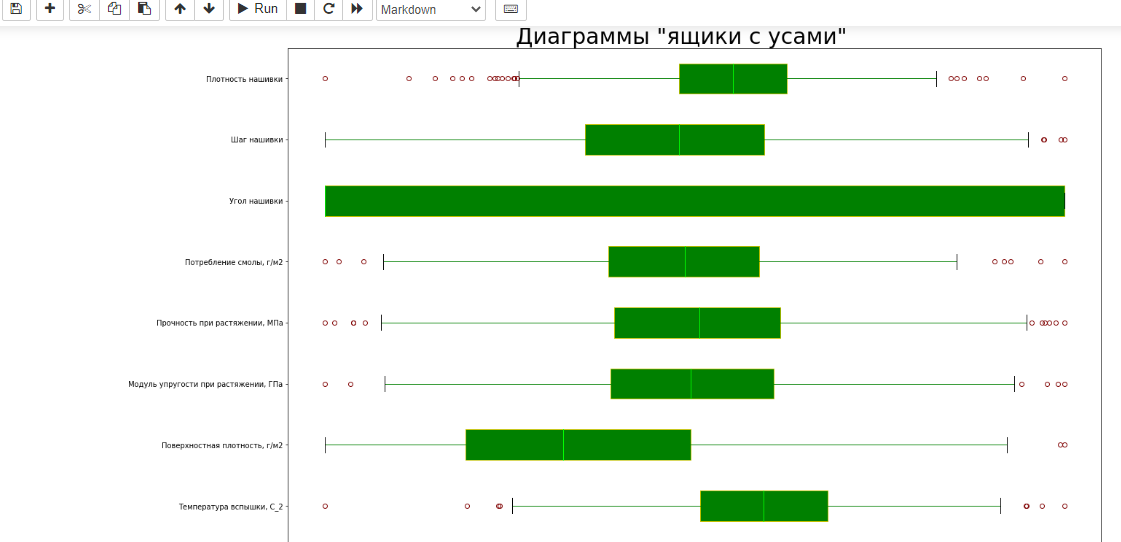 Run
Markdown
Диаграммы "ящики с усами"
Плотность нашивки
Шаг нашивки
Угол нашивки
Потребление смолы, г/м2
Прочность при растяжении, МПа
Модуль упругости при растяжении, ГПа
Поверхностная плотность, г/м2
Температура вспышки, С_2